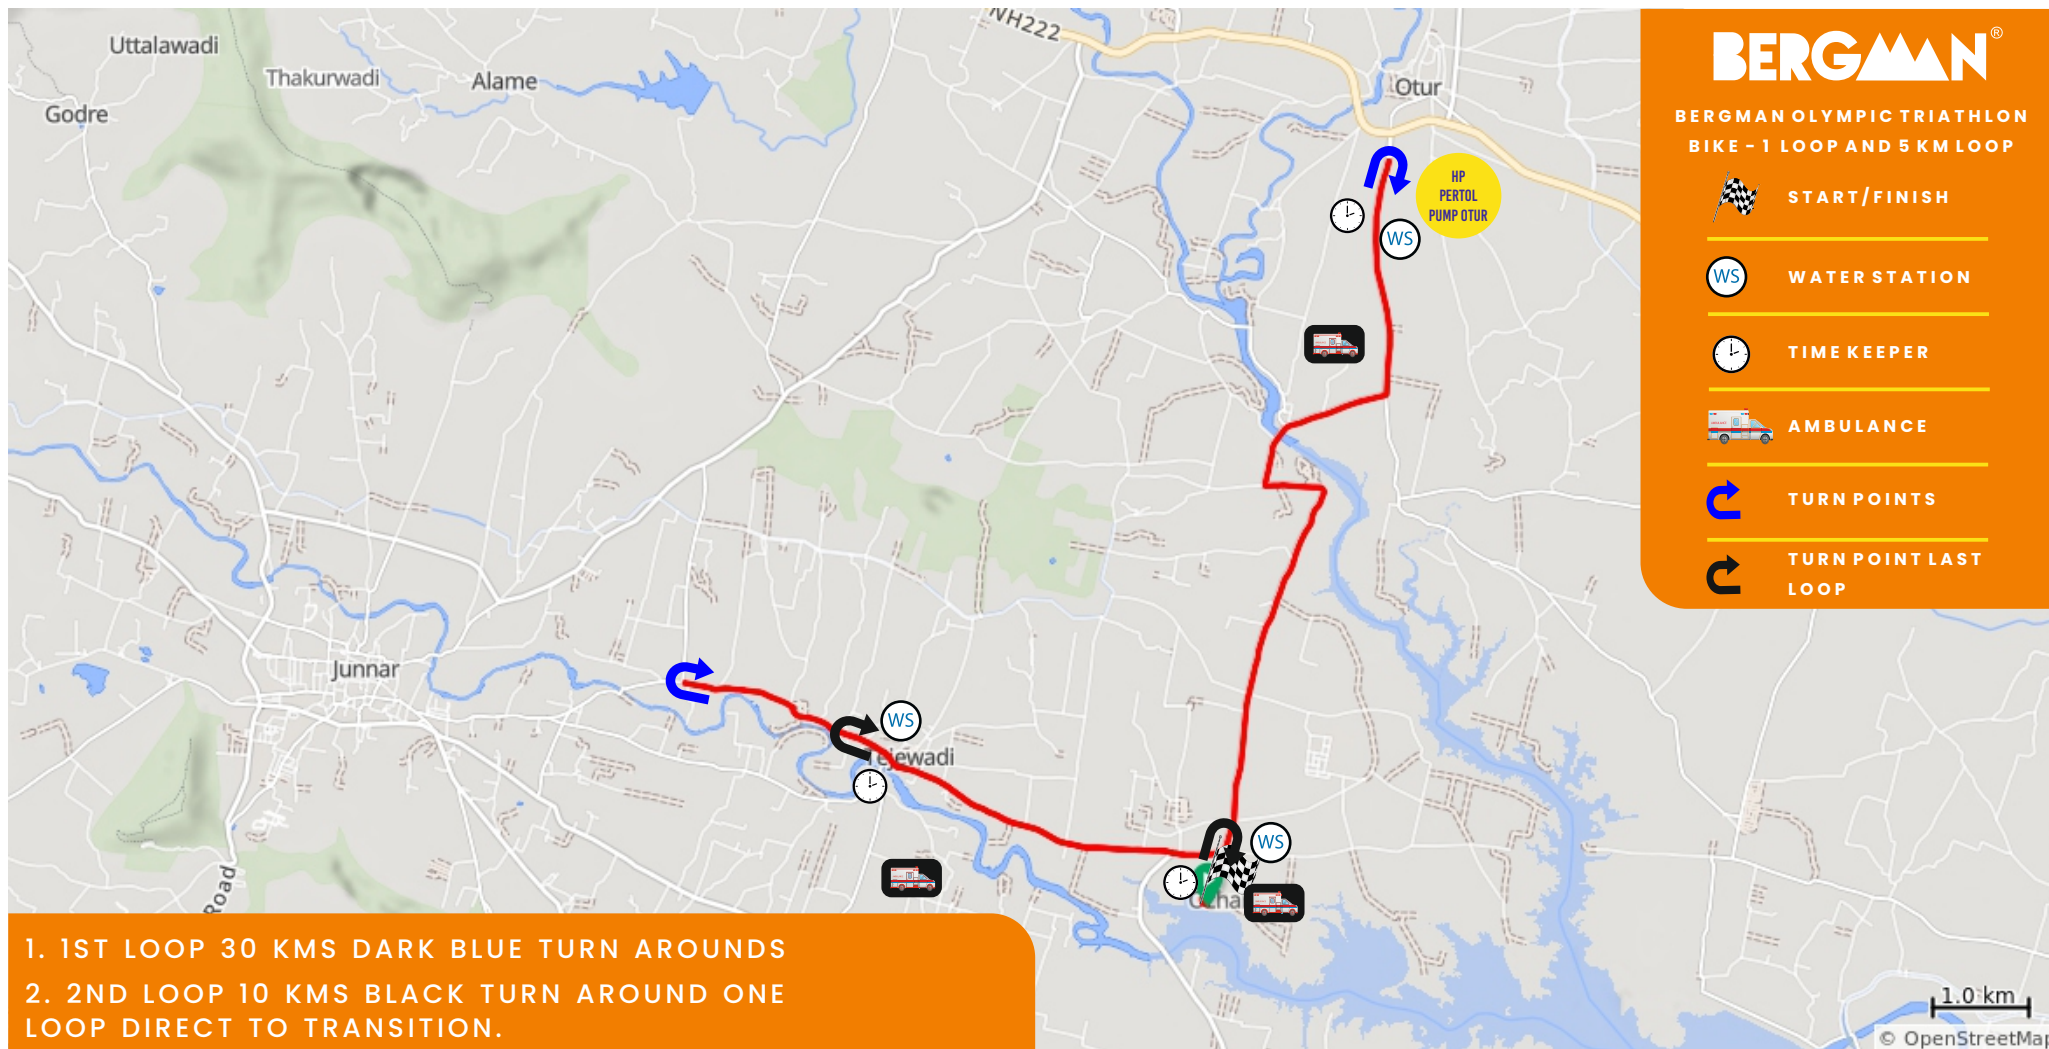 NH222
Uttalawadi
Thakurwadi
Alame
Godre
Otur
HP
PERTOL
PUMP OTUR
WS
Junnar
WS
Tejewadi
WS
Road
BERGMAN®
BERGMAN OLYMPIC TRIATHLON
BIKE - 1 LOOP AND 5 KM LOOP
START/FINISH
WS WATER STATION
TIME KEEPER
AMBULANCE
TURN POINTS
TURN POINT LAST
LOOP
1. 1ST LOOP 30 KMS DARK BLUE TURN AROUNDS
2. 2ND LOOP 10 KMS BLACK TURN AROUND ONE
LOOP DIRECT TO TRANSITION.
1.0 km
© OpenStreetMap